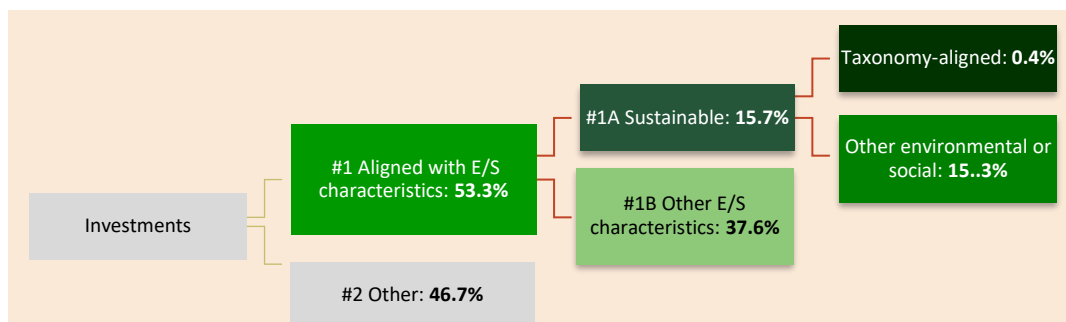 Investments
#1 Aligned with E/S
characteristics: 53.3%
#2 Other: 46.7%
#1A Sustainable: 15.7%
#1B Other E/S
characteristics: 37.6%
Taxonomy-aligned: 0.4%
Other environmental or
social: 15..3%